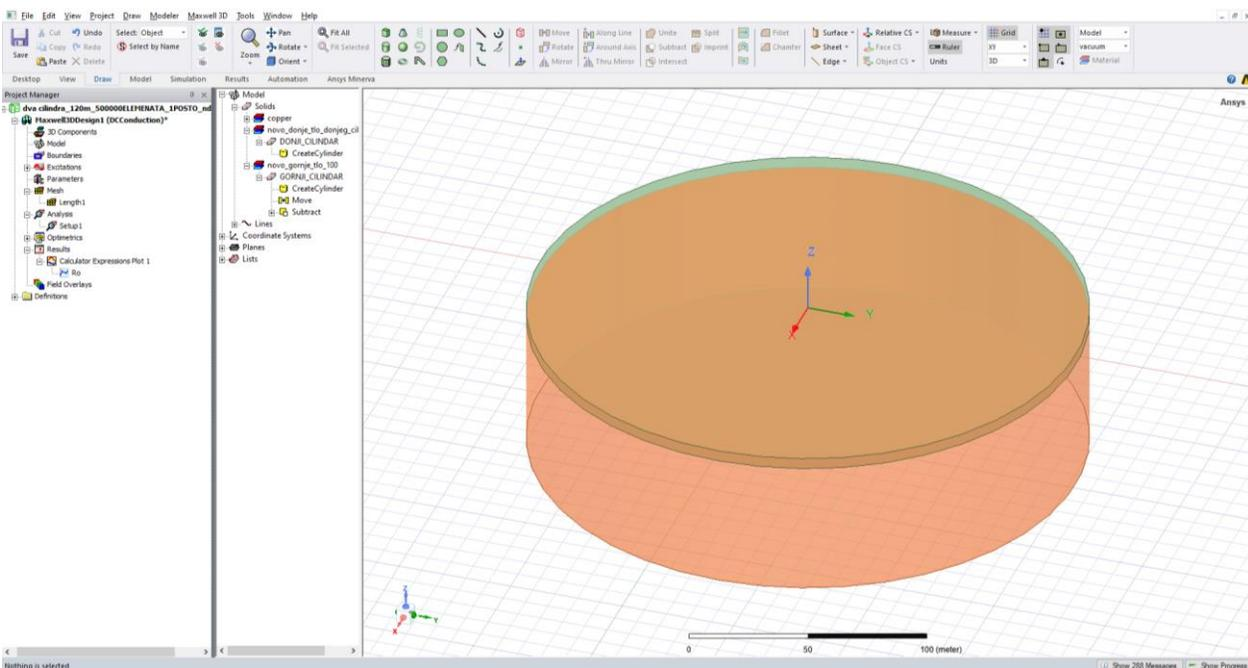 File Edit View Project Draw Modeler Maxwell 3D Tools Window Help
Save
Cut
Copy
Paste
Undo
Redo
Delete
Select: Object
Select by Name
Zoom
Pan
Rotate
Orient
Fit All
Fit Selected
Move
Rotate
Mirror
Along Line
Around Axis
Thru Mirror
Unite
Subtract
Intersect
Split
Imprint
Fillet
Chamfer
Surface
Sheet
Edge
Relative CS
Face CS
Object CS
Measure
Ruler
Units
Grid
XY
3D
Model
vacuum
Material
Desktop View Draw Model Simulation Results Automation Ansys Minerva
Project Manager
dva cilindra_120m_500000ELEMENATA_1POSTO_nd
Maxwell3DDesign1 (DCConduction)*
3D Components
Model
Boundaries
Excitations
Parameters
Mesh
Length1
Analysis
Setup1
Optimetrics
Results
Calculator Expressions Plot 1
Ro
Field Overlays
Definitions
Model
Solids
copper
novo_donje_tlo_donjeg_cil
DONJI_CILINDAR
CreateCylinder
novo_gornje_tlo_100
GORNJI_CILINDAR
CreateCylinder
Move
Subtract
Lines
Coordinate Systems
Planes
Lists
Ansys
Z
Y
X
Z
Y
X
0 50 100 (meter)
Nothing is selected
Show 288 Messages Show Progress